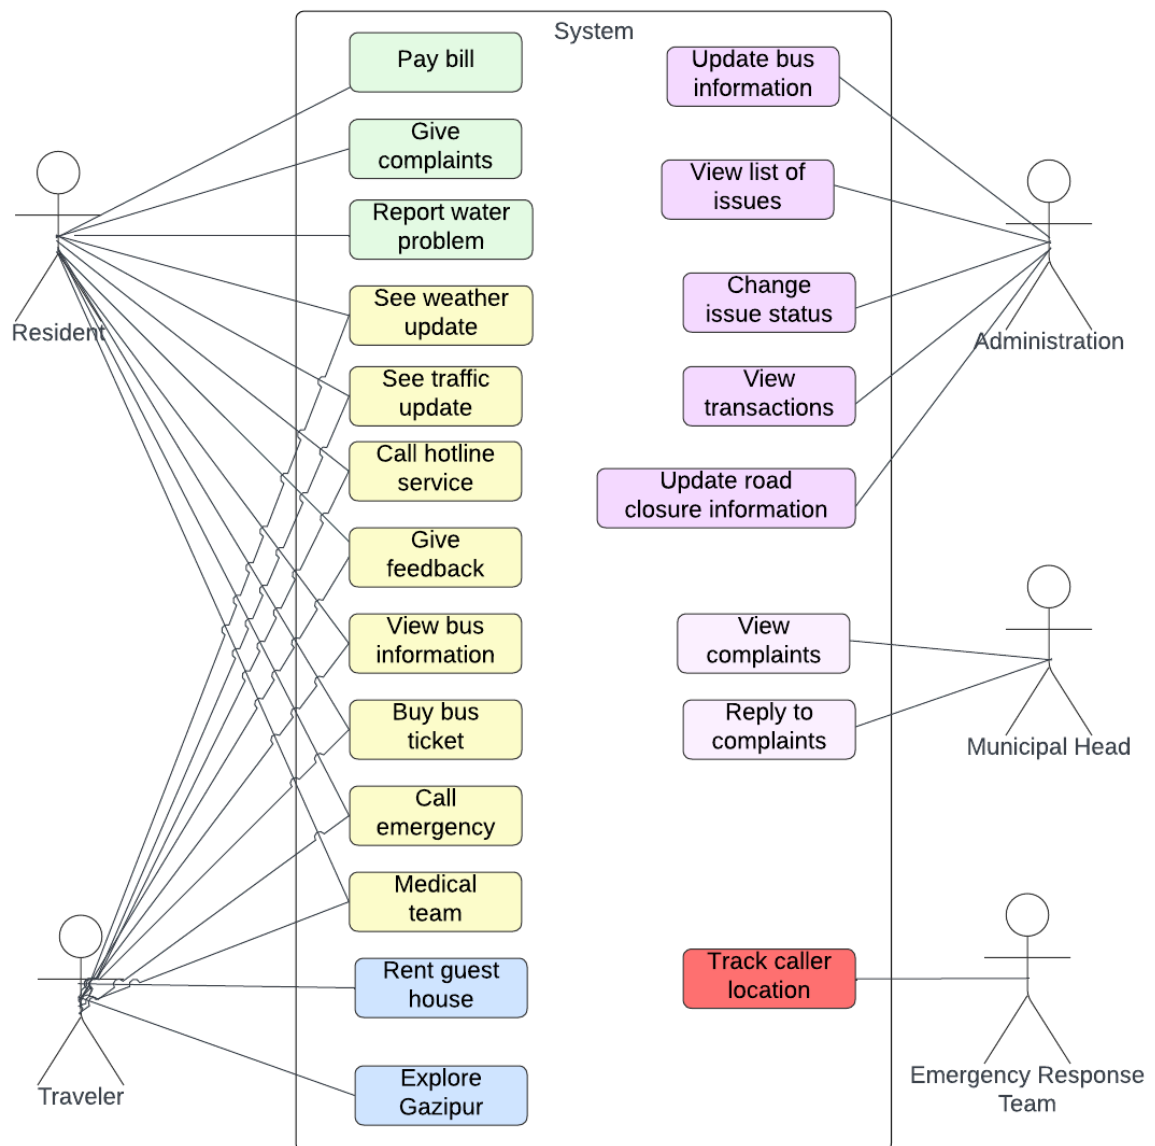 System
Pay bill
Give
complaints
Report water
problem
See weather
update
See traffic
update
Call hotline
service
Give
feedback
View bus
information
Buy bus
ticket
Call
emergency
Medical
team
Rent guest
house
Explore
Gazipur
Update bus
information
View list of
issues
Change
issue status
View
transactions
Update road
closure information
View
complaints
Reply to
complaints
Track caller
location
Resident
Traveler
Administration
Municipal Head
Emergency Response
Team